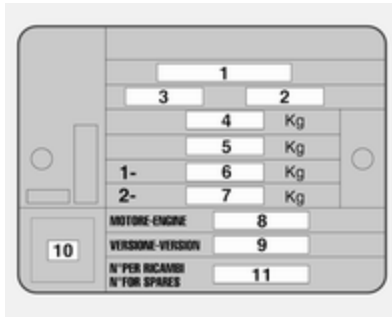 1
3 2
4 Kg
5 Kg
1- 6 Kg
2- 7 Kg
MOTORE-ENGINE 8
VERSIONE-VERSION 9
10
N°PER RICAMBI
N°FOR SPARES 11